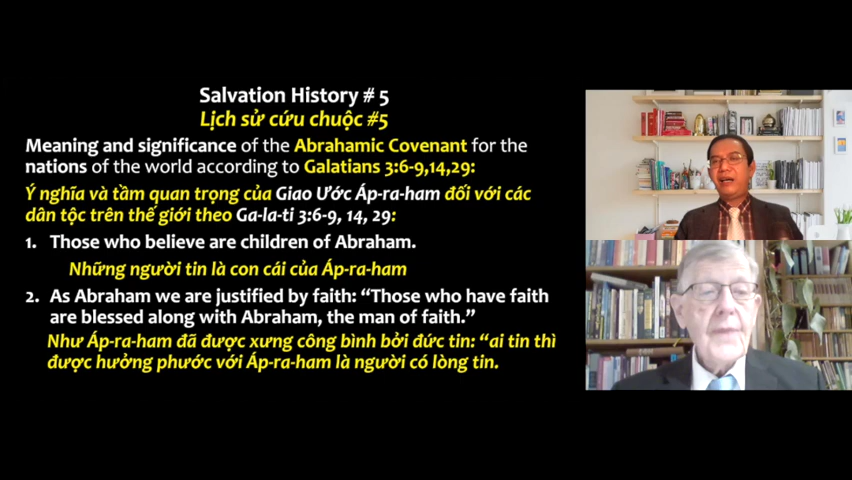 Salvation History # 5
Lịch sử cứu chuộc #5
Meaning and significance of the Abrahamic Covenant for the
nations of the world according to Galatians 3:6-9,14,29:
Ý nghĩa và tầm quan trọng của Giao Ước Áp-ra-ham đối với các
dân tộc trên thế giới theo Ga-la-ti 3:6-9, 14, 29:
1. Those who believe are children of Abraham.
Những người tin là con cái của Áp-ra-ham
2. As Abraham we are justified by faith: “Those who have faith
are blessed along with Abraham, the man of faith.”
Như Áp-ra-ham đã được xưng công bình bởi đức tin: “ai tin thì
được hưởng phước với Áp-ra-ham là người có lòng tin.